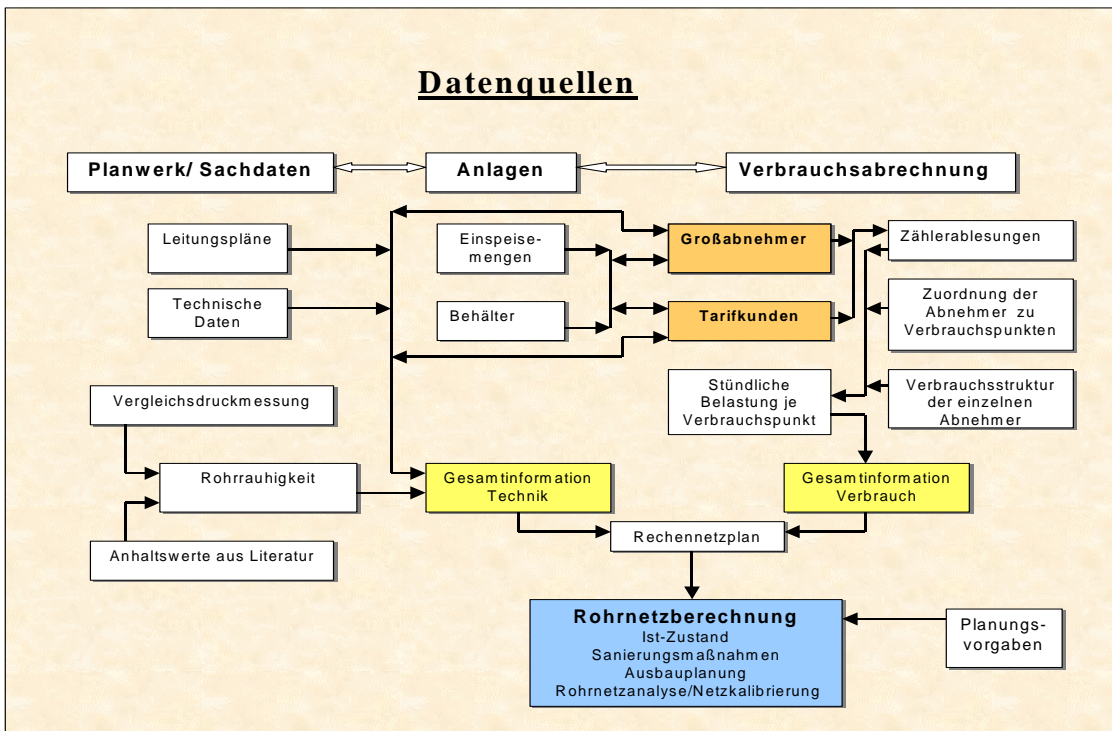 Datenquellen
Planwerk/ Sachdaten
Anlagen
Verbrauchsabrechnung
Leitungspläne
Technische
Daten
Einspeise-
mengen
Behälter
Großabnehmer
Tarifkunden
Zählerablesungen
Zuordnung der
Abnehmer zu
Verbrauchspunkten
Verbrauchsstruktur
der einzelnen
Abnehmer
Stündliche
Belastung je
Verbrauchspunkt
Vergleichsdruckmessung
Rohrrauhigkeit
Anhaltswerte aus Literatur
Gesamtinformation
Technik
Gesamtinformation
Verbrauch
Rechennetzplan
Rohrnetzberechnung
Ist-Zustand
Sanierungsmaßnahmen
Ausbauplanung
Rohrnetzanalyse/Netzkalibrierung
Planungs-
vorgaben